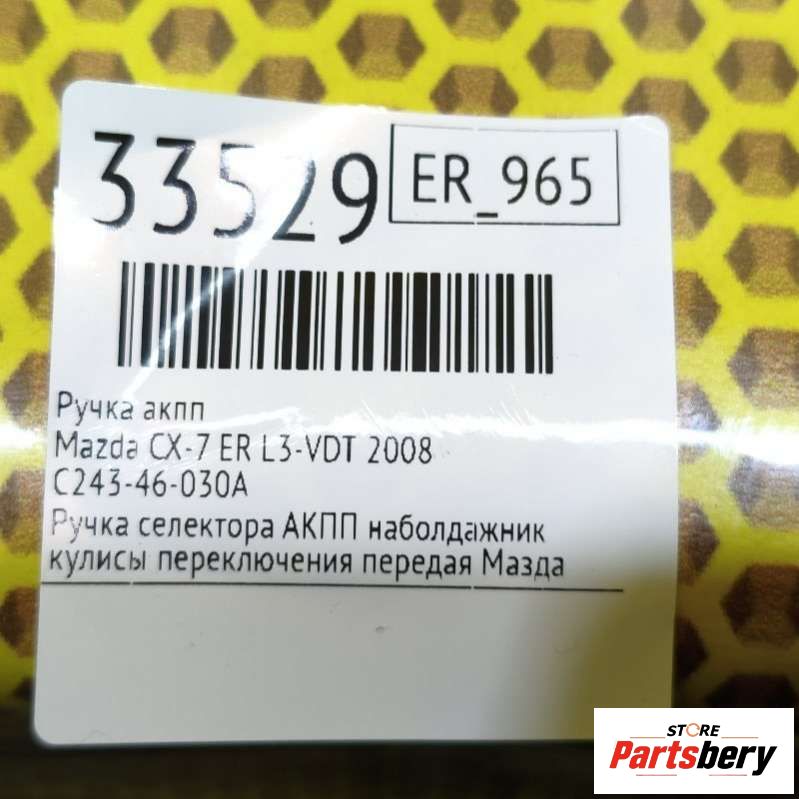 33529
ER_965
Ручка акпп
Mazda CX-7 ER L3-VDT 2008
C243-46-030A
Ручка селектора АКПП наболдажник
кулисы переключения передая Мазда
STORE
Partsbery